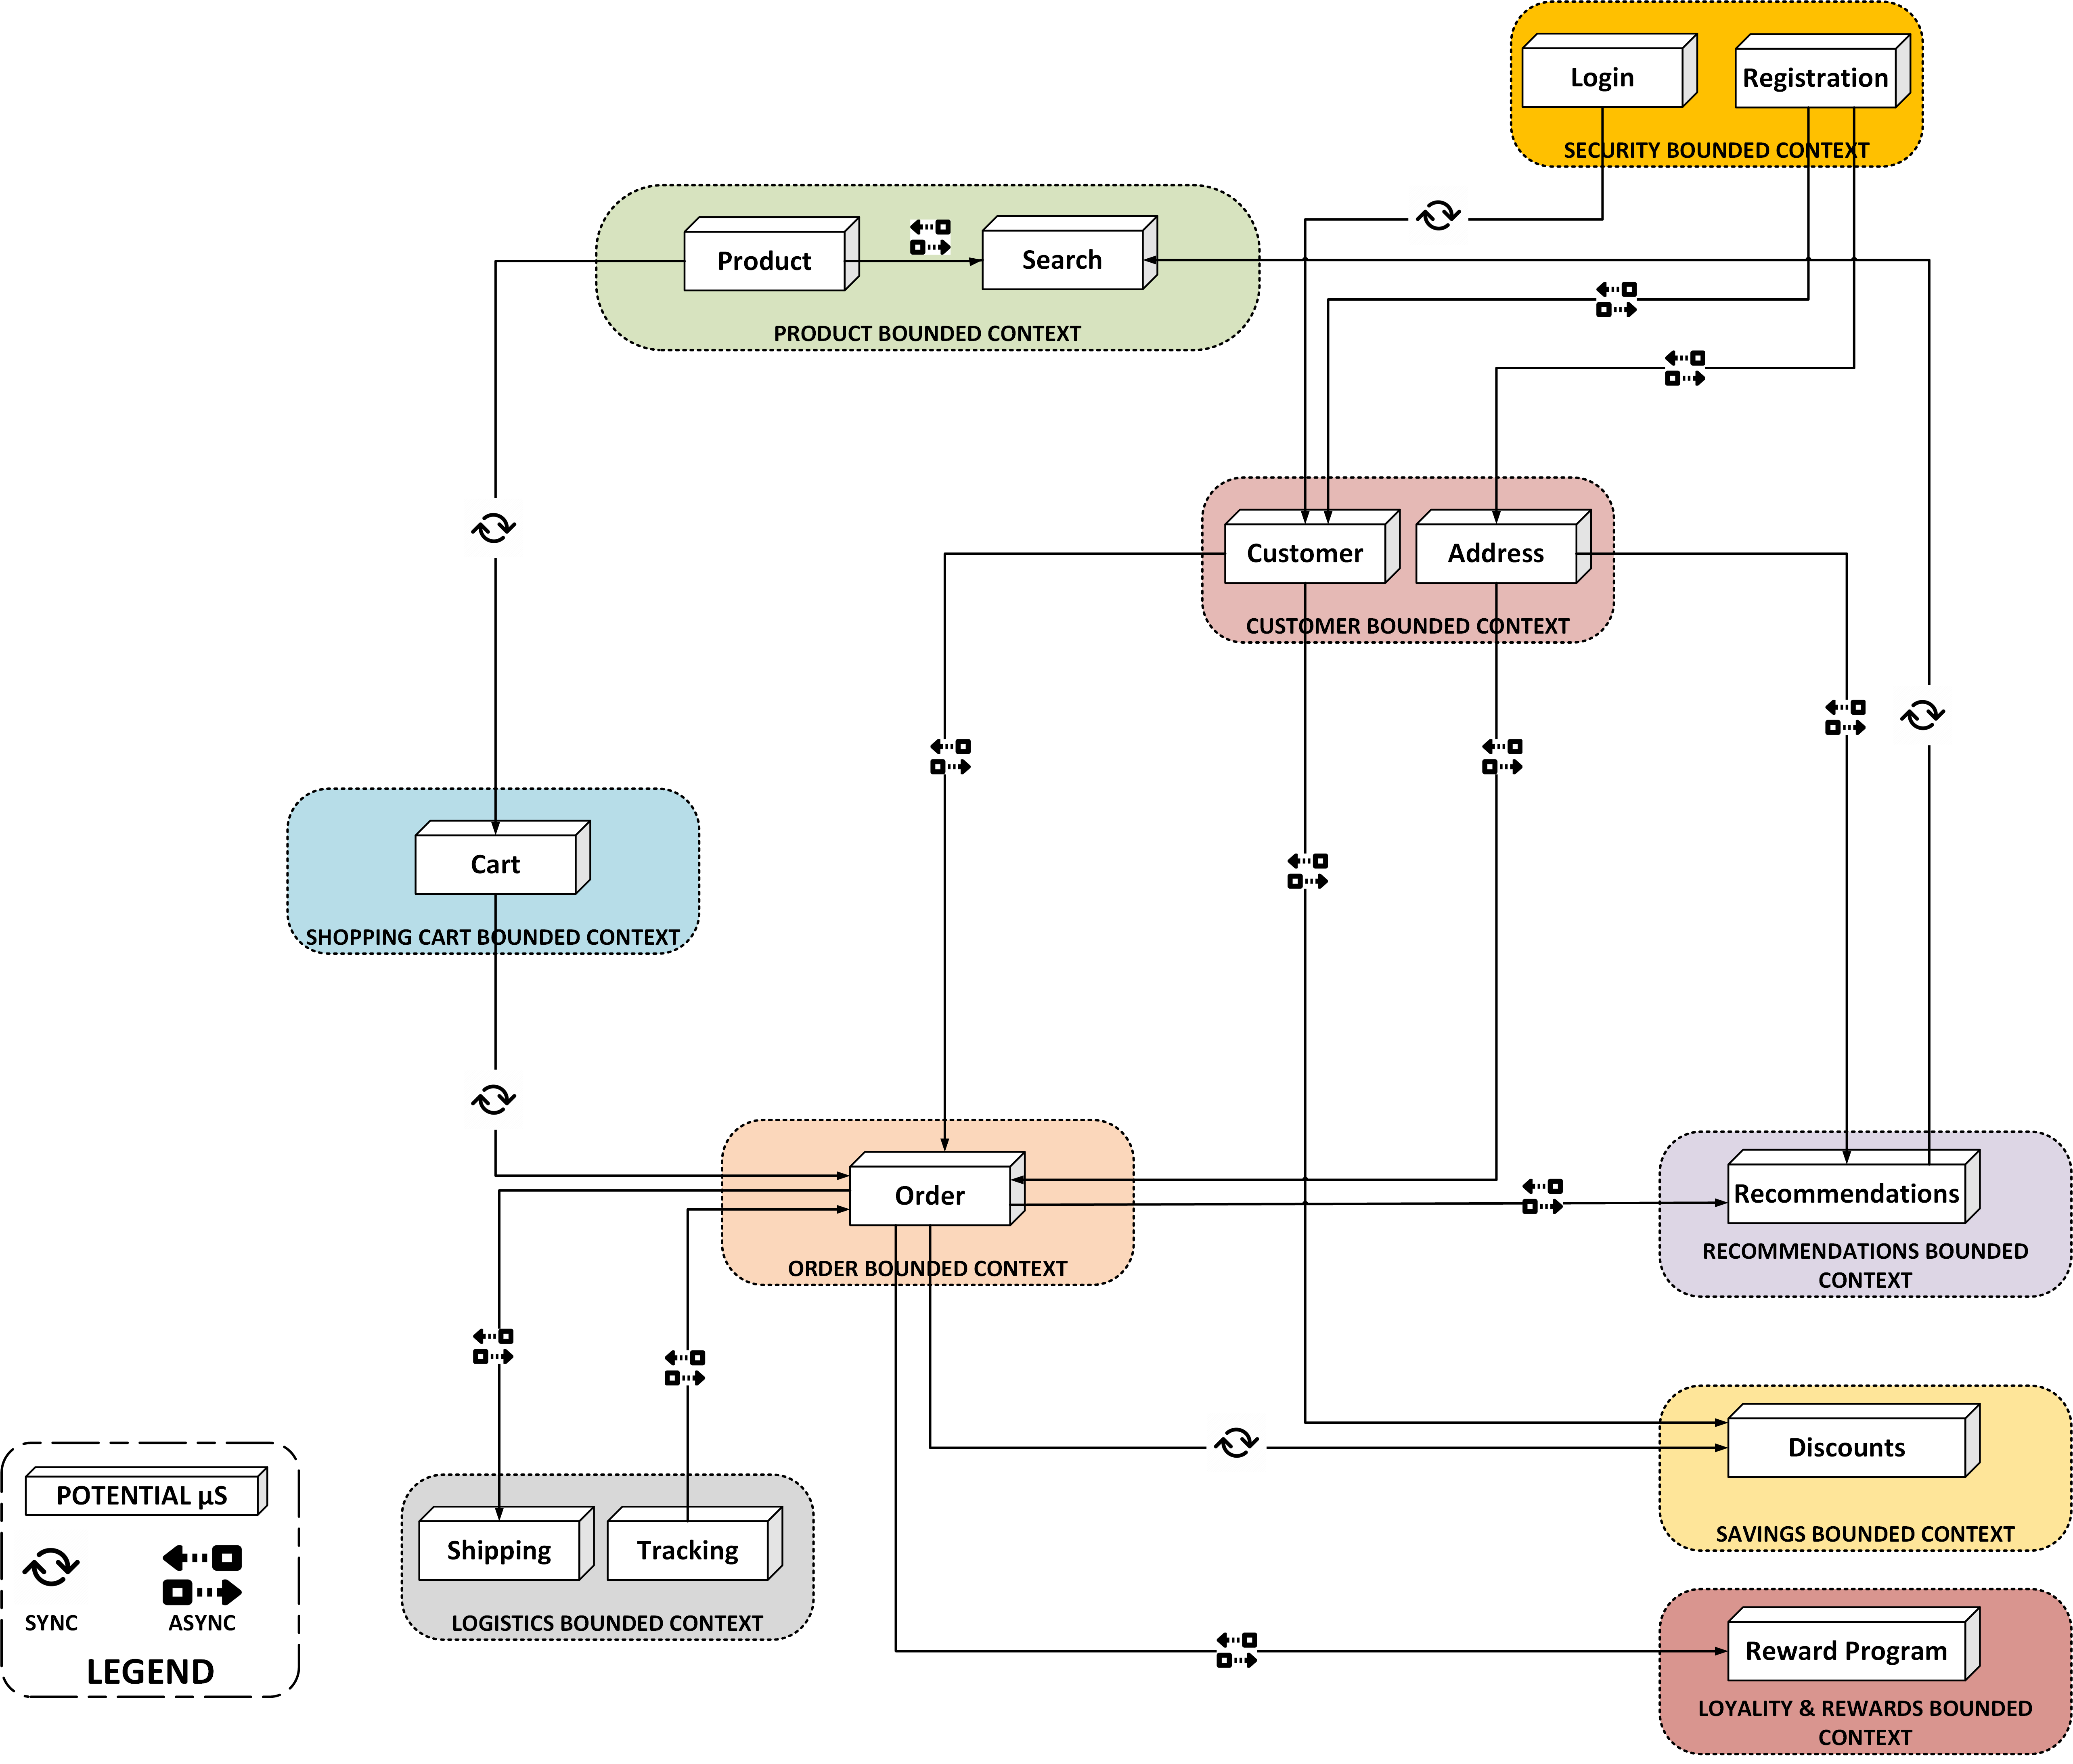 Login
Registration
SECURITY BOUNDED CONTEXT
Product
Search
PRODUCT BOUNDED CONTEXT
Customer
Address
CUSTOMER BOUNDED CONTEXT
Cart
SHOPPING CART BOUNDED CONTEXT
Order
ORDER BOUNDED CONTEXT
Recommendations
RECOMMENDATIONS BOUNDED
CONTEXT
Discounts
SAVINGS BOUNDED CONTEXT
Shipping
Tracking
LOGISTICS BOUNDED CONTEXT
Reward Program
LOYALITY & REWARDS BOUNDED
CONTEXT
POTENTIAL µS
SYNC
ASYNC
LEGEND